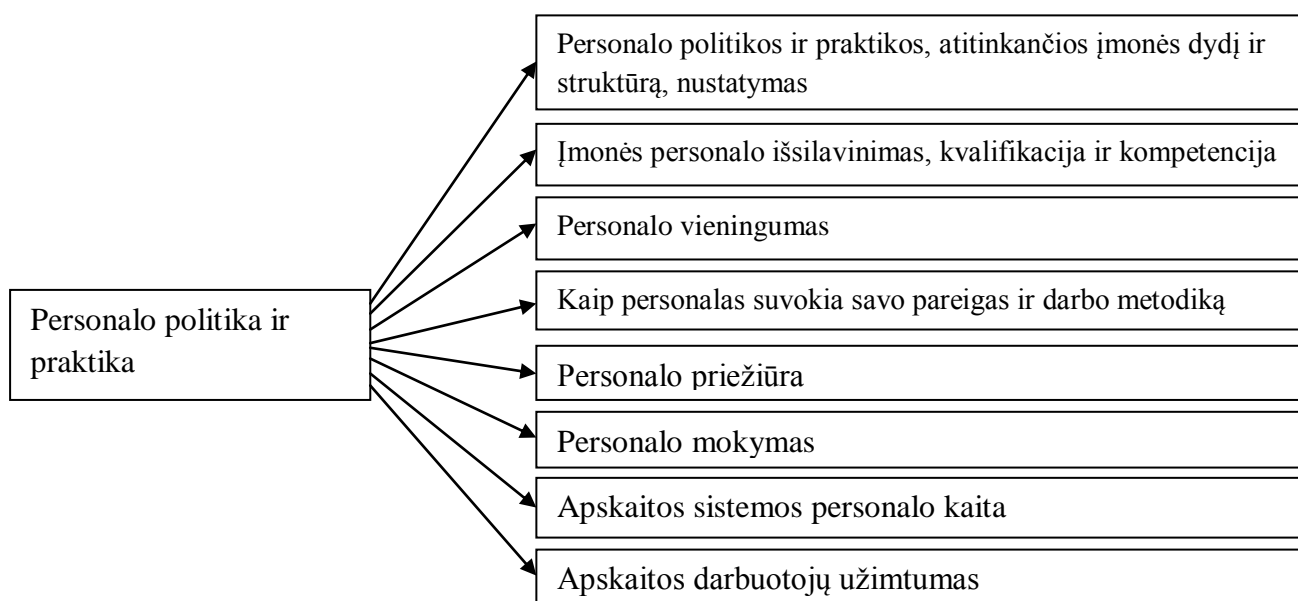 Personalo politikos ir praktikos, atitinkančios įmonės dydį ir
struktūrą, nustatymas
Įmonės personalo išsilavinimas, kvalifikacija ir kompetencija
Personalo vieningumas
Kaip personalas suvokia savo pareigas ir darbo metodiką
Personalo politika ir
praktika
Personalo priežiūra
Personalo mokymas
Apskaitos sistemos personalo kaita
Apskaitos darbuotojų užimtumas